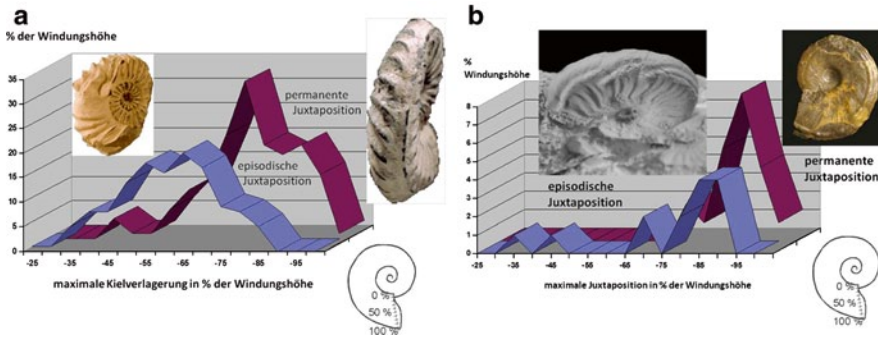 a
% der Windungshöhe
35
30
25
20
15
10
5
0
permanente
Juxtaposition
episodische
Juxtaposition
-25 -35 -45 -55 -65 -75 -85 -95
maximale Kielverlagerung in % der Windungshöhe
0 %
50 %
100 %
b
%
Windungshöhe
8
7
6
5
4
3
2
1
0
episodische
Juxtaposition
permanente
Juxtaposition
-25 -35 -45 -55 -65 -75 -85 -95
maximale Juxtaposition in % der Windungshöhe
0 %
50 %
100 %